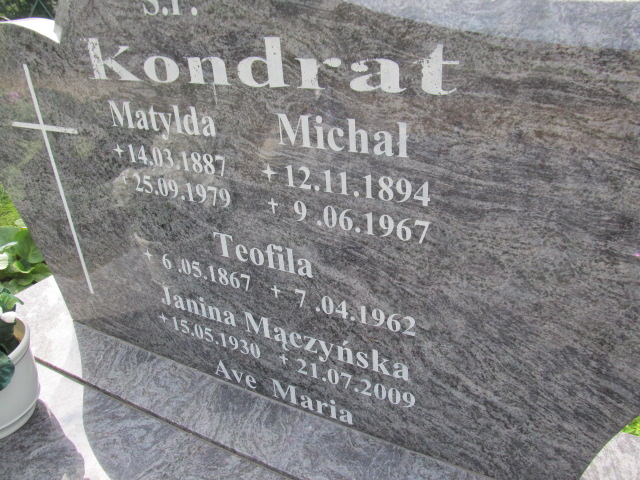 Ś.P.
Kondrat
Matylda Michał
+14.03.1887 +12.11.1894
+25.09.1979 + 9.06.1967
Teofila
+ 6.05.1867 + 7.04.1962
Janina Mączyńska
+15.05.1930 +21.07.2009
Ave Maria